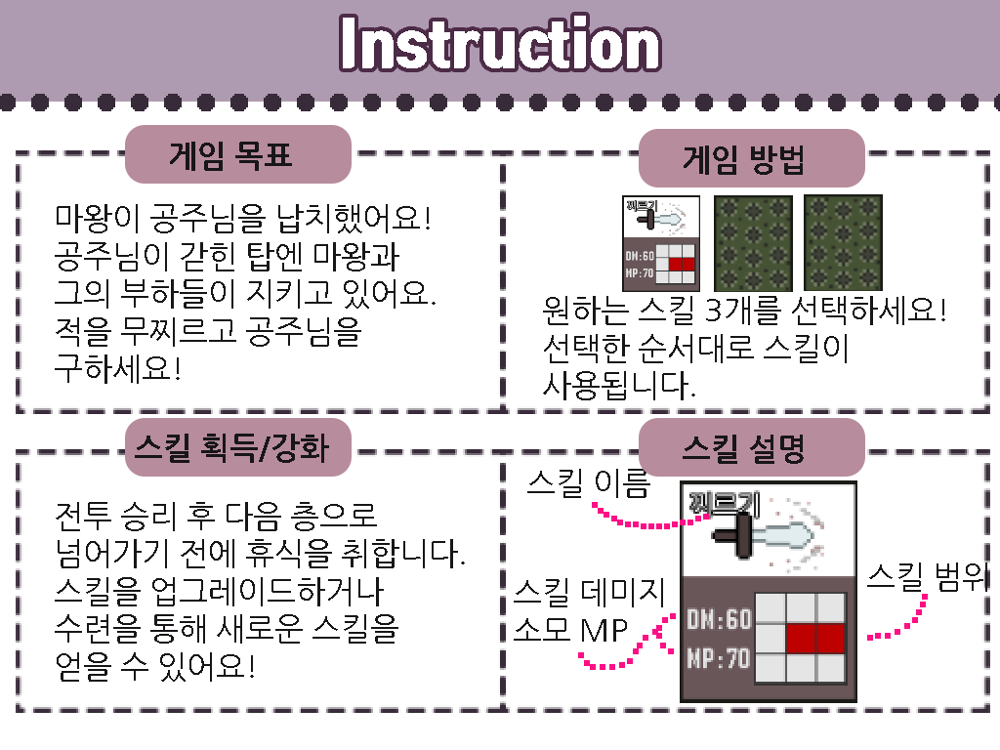 Instruction
게임 목표
마왕이 공주님을 납치했어요!
공주님이 갇힌 탑엔 마왕과
그의 부하들이 지키고 있어요.
적을 무찌르고 공주님을
구하세요!
게임 방법
찌르기
DM:60
MP:70
원하는 스킬 3개를 선택하세요!
선택한 순서대로 스킬이
사용됩니다.
스킬 획득/강화
전투 승리 후 다음 층으로
넘어가기 전에 휴식을 취합니다.
스킬을 업그레이드하거나
수련을 통해 새로운 스킬을
얻을 수 있어요!
스킬 설명
스킬 이름
찌르기
스킬 범위
스킬 데미지
소모 MP
DM:60
MP:70